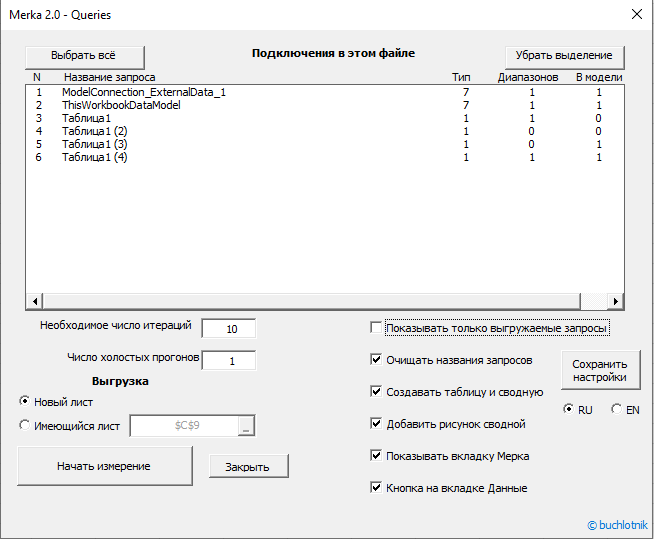 Merka 2.0 - Queries
Выбрать всё
Подключения в этом файле
Убрать выделение
N Название запроса Тип Диапазонов В модели
1 ModelConnection_ExternalData_1 7 1 1
2 ThisWorkbookDataModel 7 1 1
3 Таблица1 1 1 0
4 Таблица1 (2) 1 0 0
5 Таблица1 (3) 1 0 1
6 Таблица1 (4) 1 1 1
Необходимое число итераций 10
Показывать только выгружаемые запросы
Число холостых прогонов 1
Очищать названия запросов
Сохранить
настройки
Выгрузка
Создавать таблицу и сводную
Новый лист
RU EN
Имеющийся лист $C$9 _
Добавить рисунок сводной
Показывать вкладку Мерка
Начать измерение
Закрыть
Кнопка на вкладке Данные
© buchlotnik